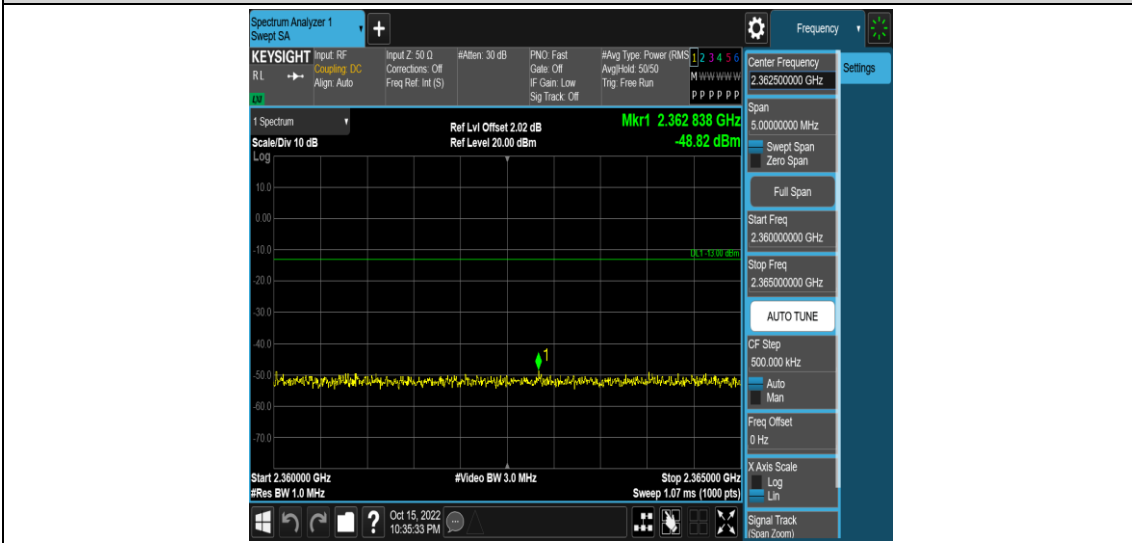 Spectrum Analyzer 1
Swept SA
+
Frequency
KEYSIGHT
RL
LXI
Input: RF
Coupling: DC
Align: Auto
Input Z: 50 Ω
Corrections: Off
Freq Ref: Int (S)
#Atten: 30 dB
PNO: Fast
Gate: Off
IF Gain: Low
Sig Track: Off
#Avg Type: Power (RMS
Avg|Hold: 50/50
Trig: Free Run
1 2 3 4 5 6
M W W W W W
P P P P P P
Center Frequency
2.362500000 GHz
Settings
Span
5.00000000 MHz
Swept Span
Zero Span
Full Span
Start Freq
2.360000000 GHz
Stop Freq
2.365000000 GHz
AUTO TUNE
CF Step
500.000 kHz
Auto
Man
Freq Offset
0 Hz
X Axis Scale
Log
Lin
Signal Track
(Span Zoom)
1 Spectrum
Ref Lvl Offset 2.02 dB
Mkr1 2.362 838 GHz
Scale/Div 10 dB
Ref Level 20.00 dBm
-48.82 dBm
Log
10.0
0.00
-10.0
DL1 -13.00 dBm
-20.0
-30.0
-40.0
1
-50.0
-60.0
-70.0
Start 2.360000 GHz
#Video BW 3.0 MHz
Stop 2.365000 GHz
#Res BW 1.0 MHz
Sweep 1.07 ms (1000 pts)
?
Oct 15, 2022
10:35:33 PM